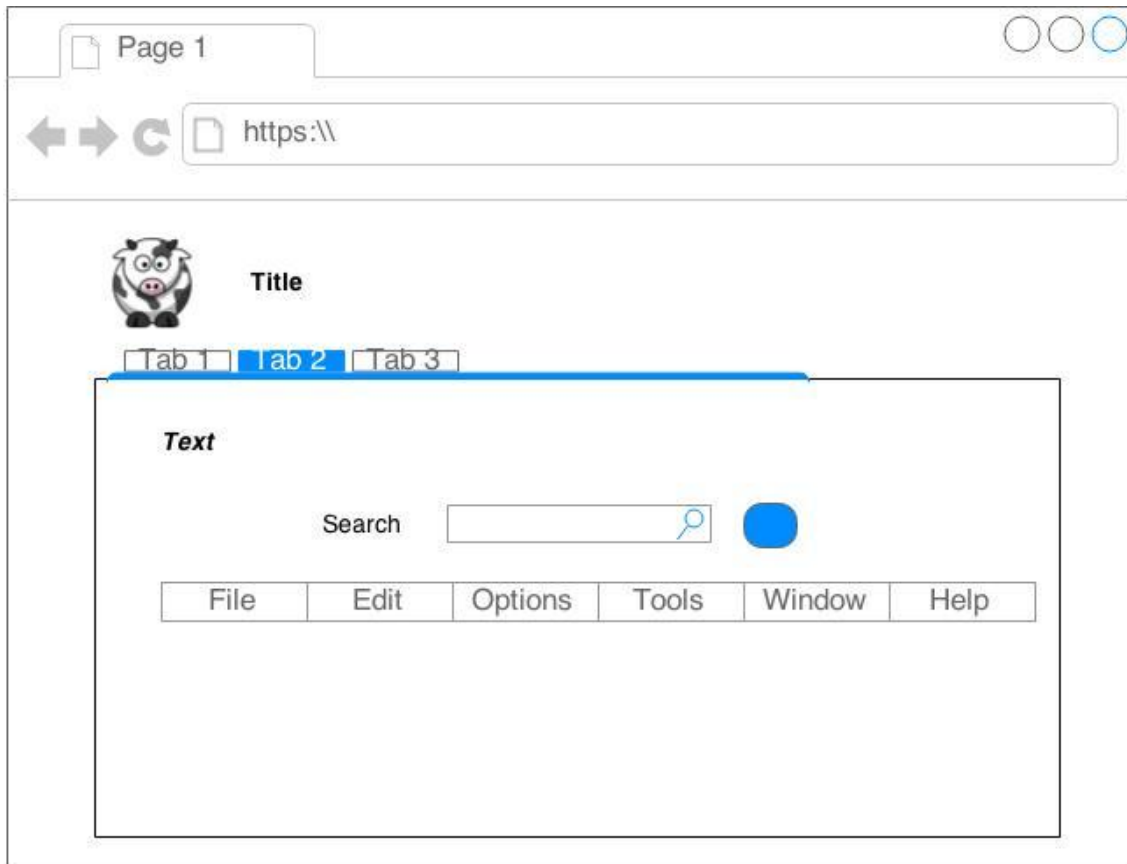 Page 1
https:\\
Title
Tab 1 Tab 2 Tab 3
Text
Search
File Edit Options Tools Window Help